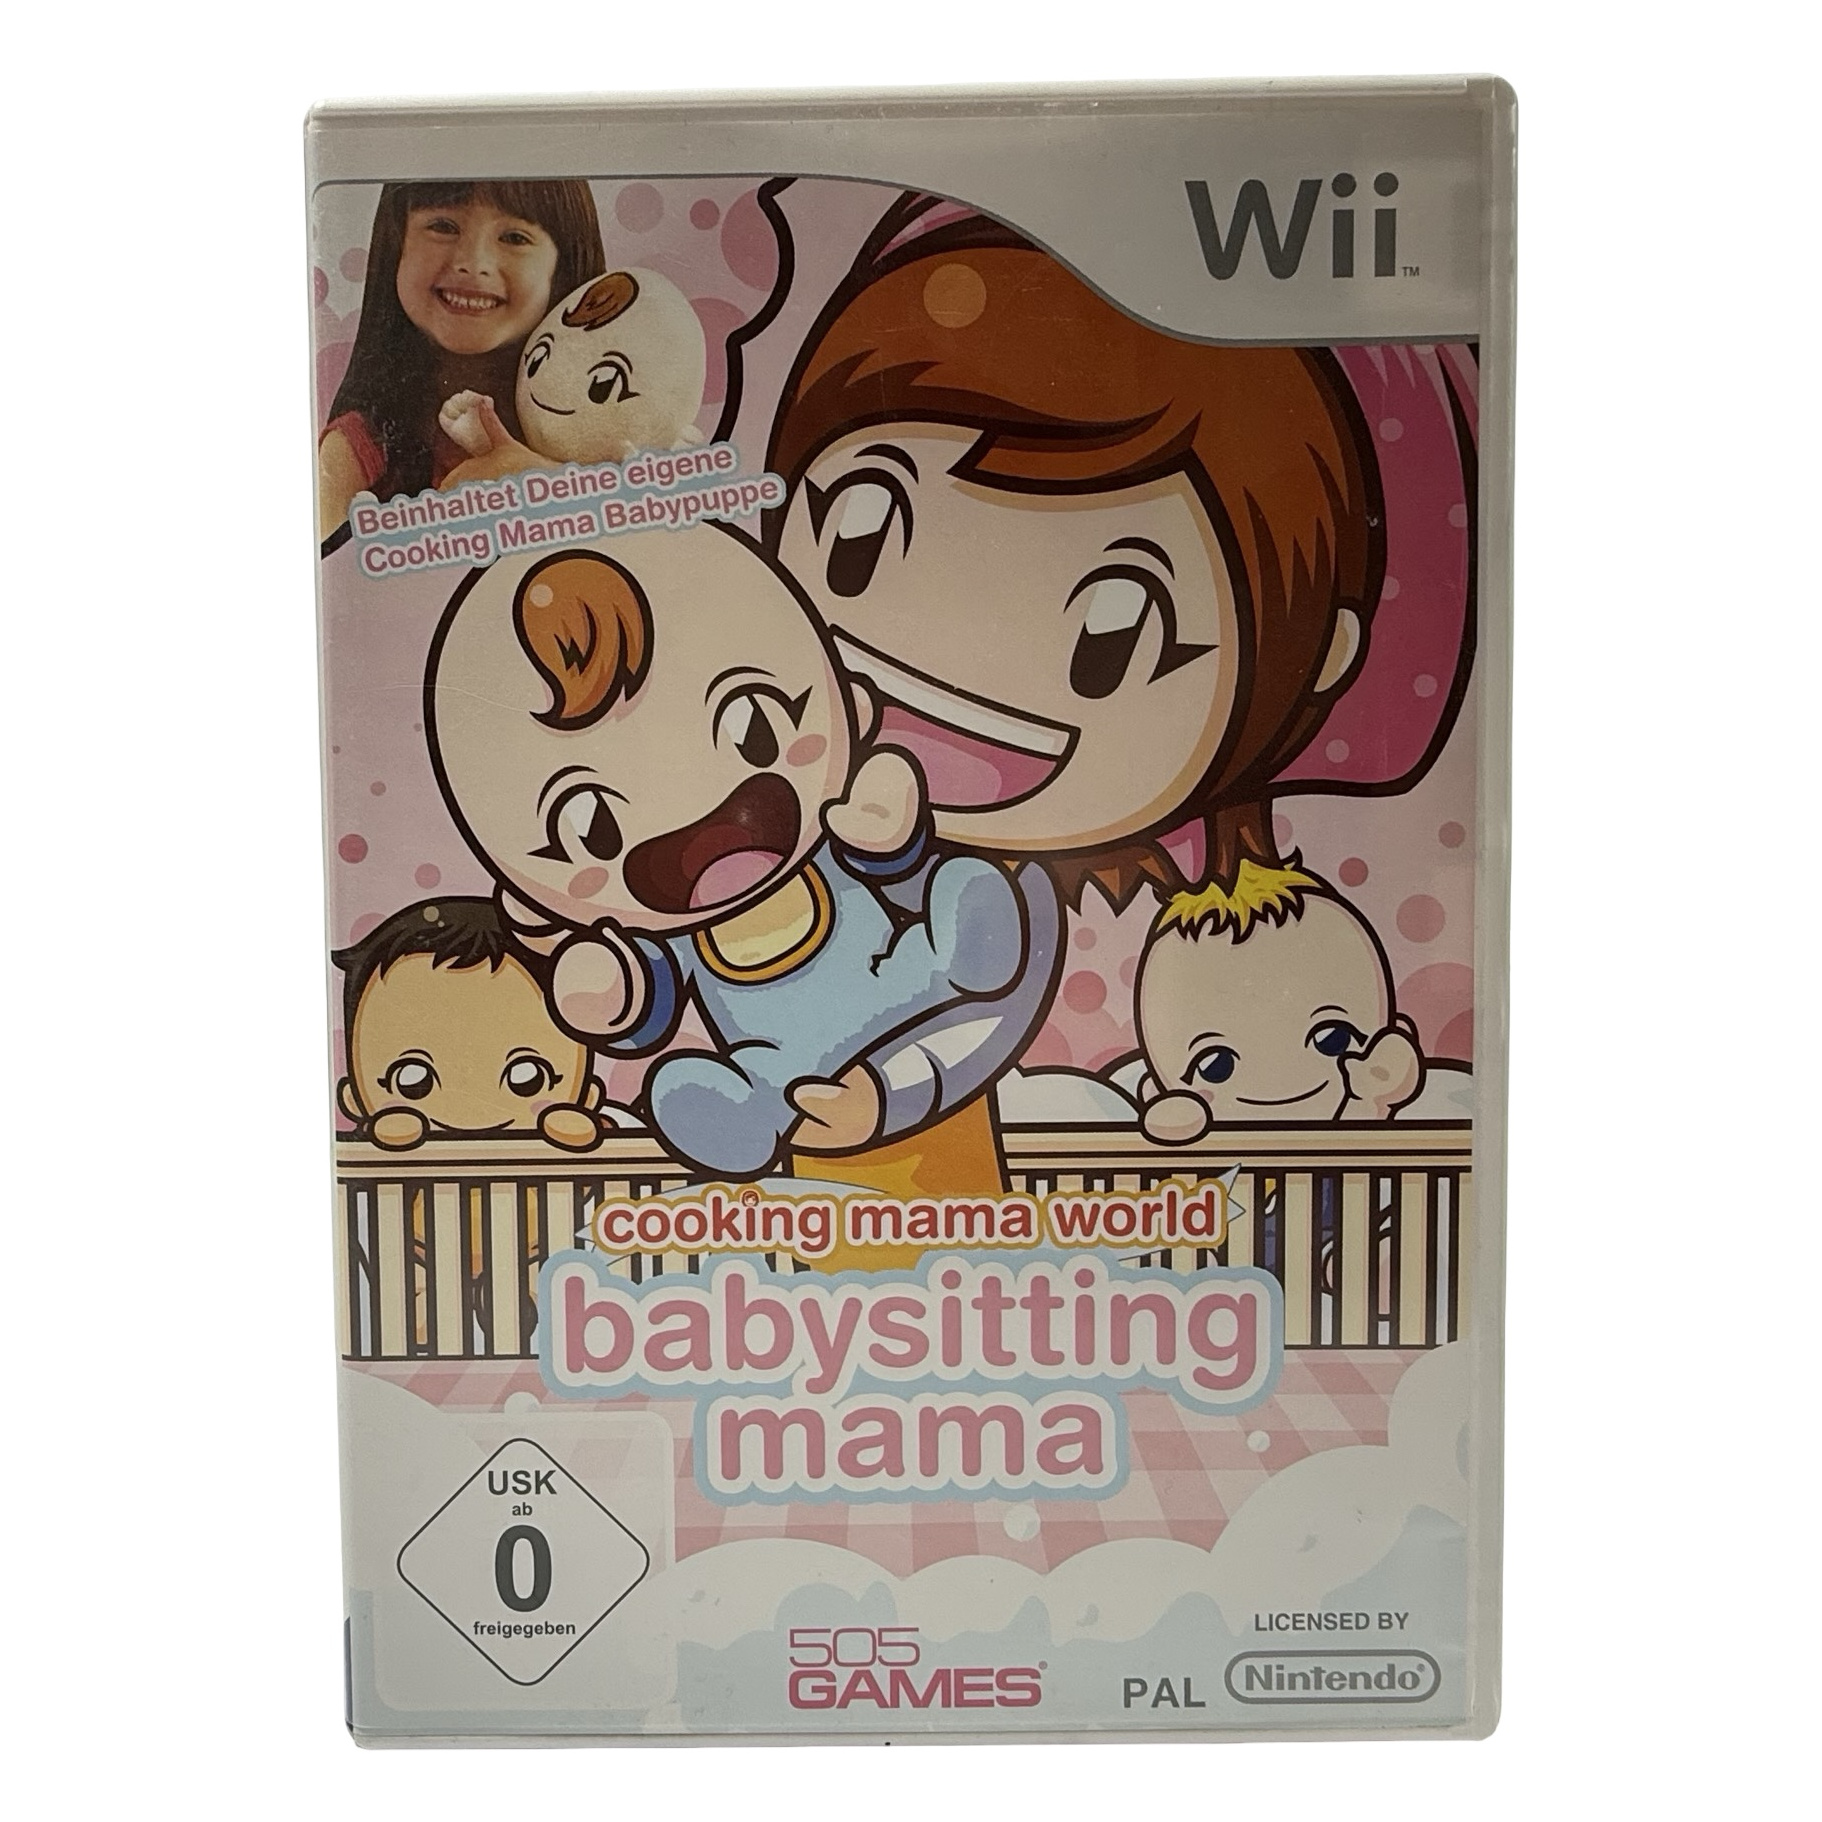 Wii™
Beinhaltet Deine eigene
Cooking Mama Babypuppe
cooking mama world
babysitting
mama
USK
ab
0
freigegeben
505
GAMES®
PAL
LICENSED BY
Nintendo®